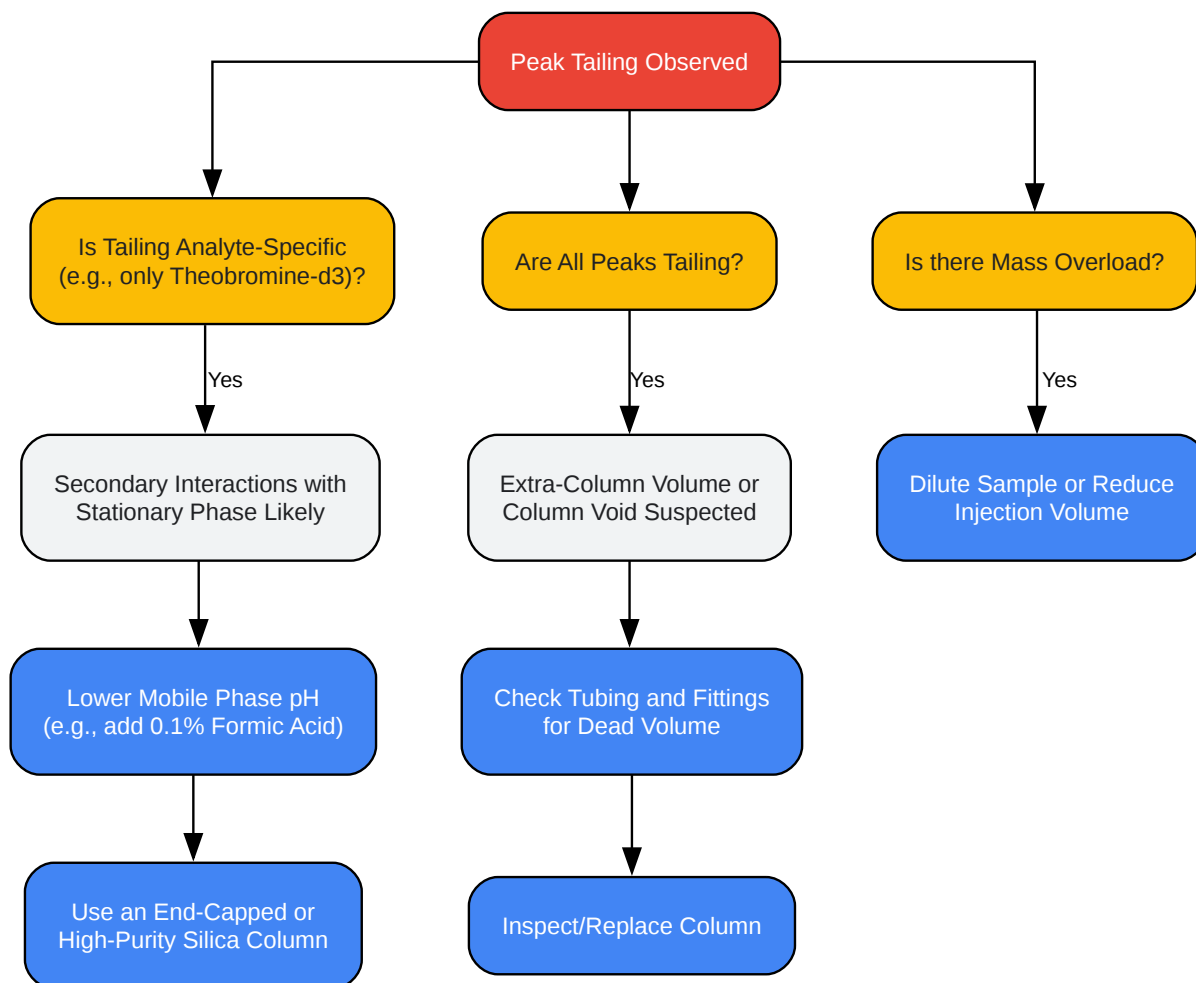 Peak Tailing Observed
Is Tailing Analyte-Specific
(e.g., only Theobromine-d3)?
Are All Peaks Tailing?
Is there Mass Overload?
Yes
Yes
Yes
Secondary Interactions with
Stationary Phase Likely
Extra-Column Volume or
Column Void Suspected
Dilute Sample or Reduce
Injection Volume
Lower Mobile Phase pH
(e.g., add 0.1% Formic Acid)
Check Tubing and Fittings
for Dead Volume
Use an End-Capped or
High-Purity Silica Column
Inspect/Replace Column